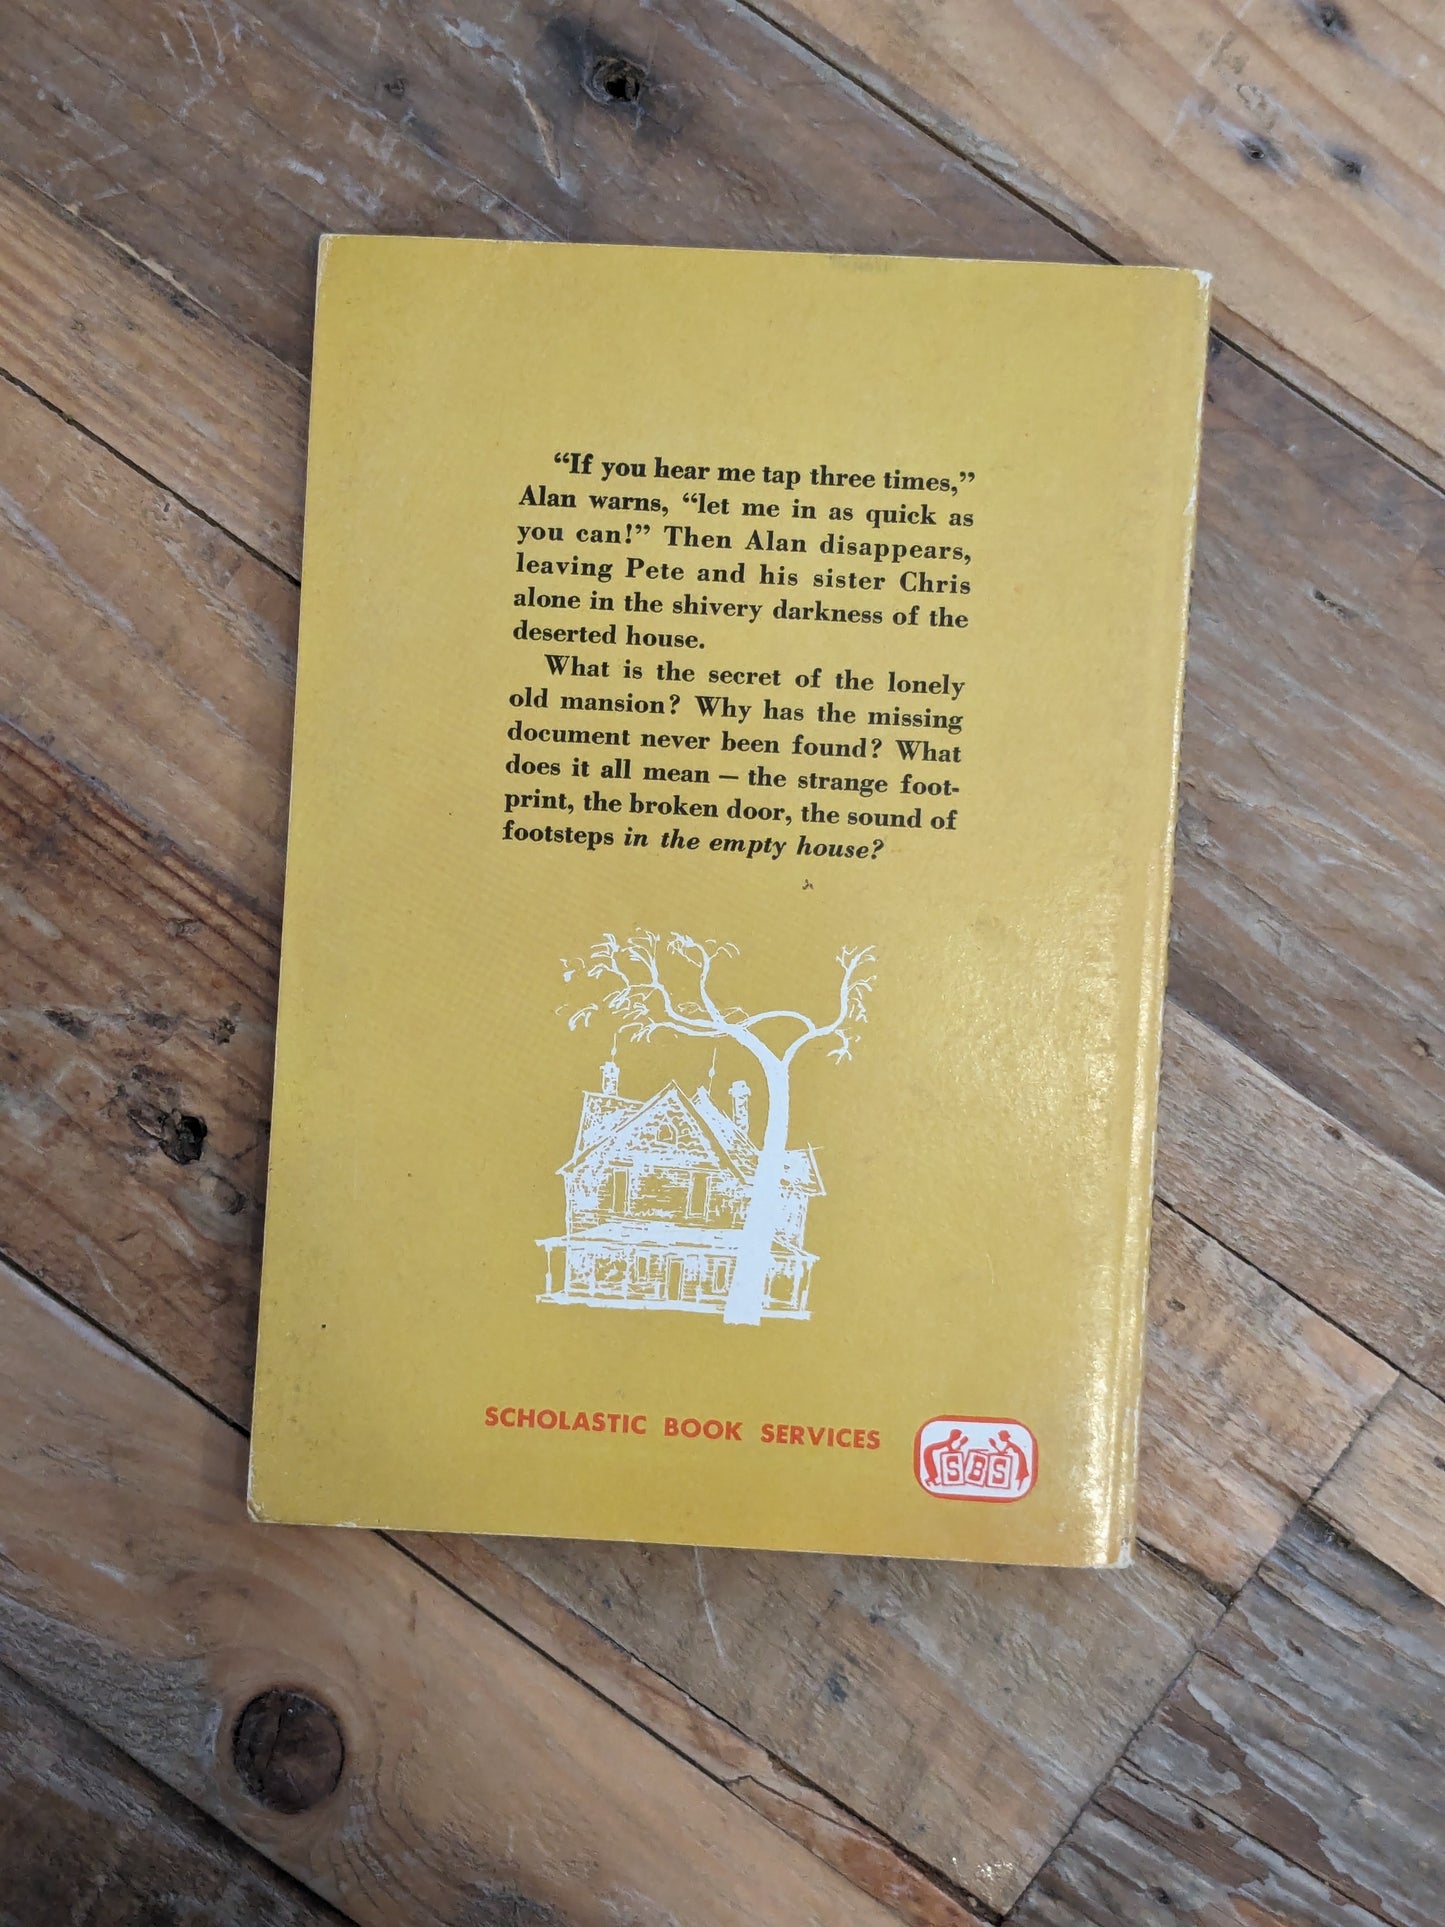 “If you hear me tap three times,”
Alan warns, “let me in as quick as
you can!” Then Alan disappears,
leaving Pete and his sister Chris
alone in the shivery darkness of the
deserted house.
What is the secret of the lonely
old mansion? Why has the missing
document never been found? What
does it all mean — the strange foot-
print, the broken door, the sound of
footsteps in the empty house?
SCHOLASTIC BOOK SERVICES
SBS